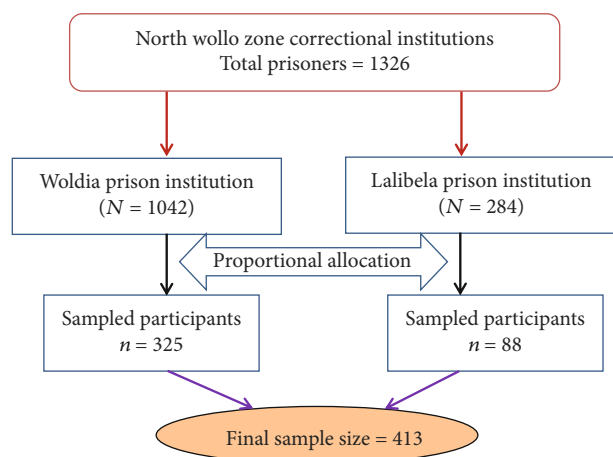 North wollo zone correctional institutions
Total prisoners = 1326
Woldia prison institution
(N = 1042)
Lalibela prison institution
(N = 284)
Proportional allocation
Sampled participants
n = 325
Sampled participants
n = 88
Final sample size = 413